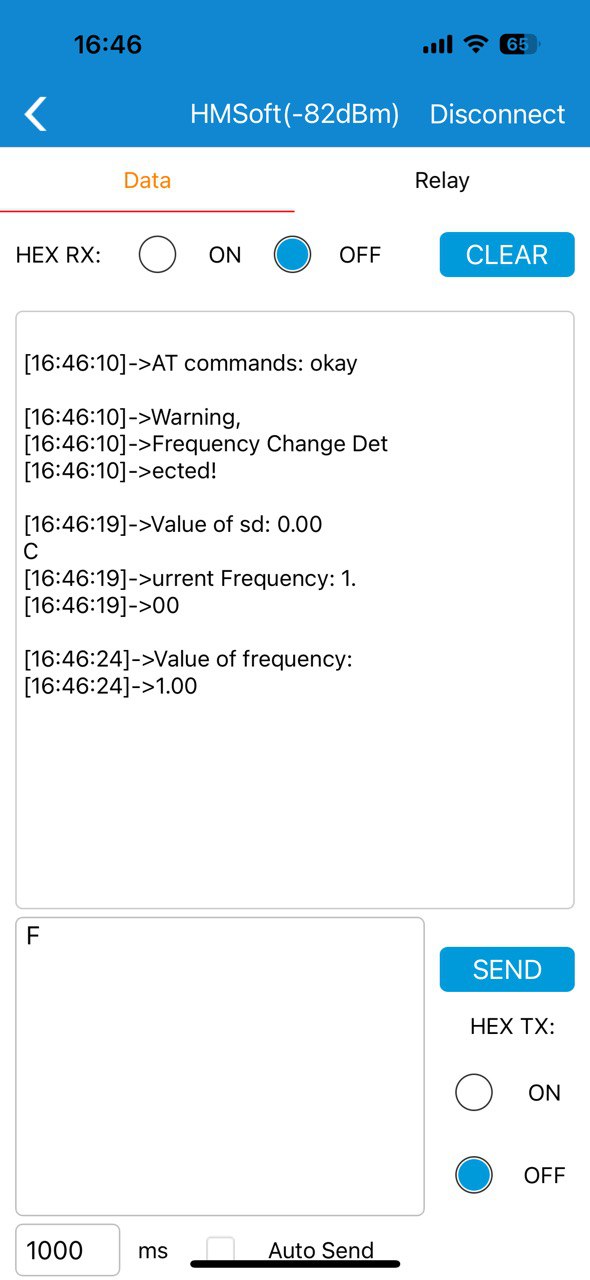 16:46
65
HMSoft(-82dBm) Disconnect
Data Relay
HEX RX: ON OFF CLEAR
[16:46:10]->AT commands: okay
[16:46:10]->Warning,
[16:46:10]->Frequency Change Det
[16:46:10]->ected!
[16:46:19]->Value of sd: 0.00
C
[16:46:19]->urrent Frequency: 1.
[16:46:19]->00
[16:46:24]->Value of frequency:
[16:46:24]->1.00
F
SEND
HEX TX:
ON
OFF
1000 ms Auto Send